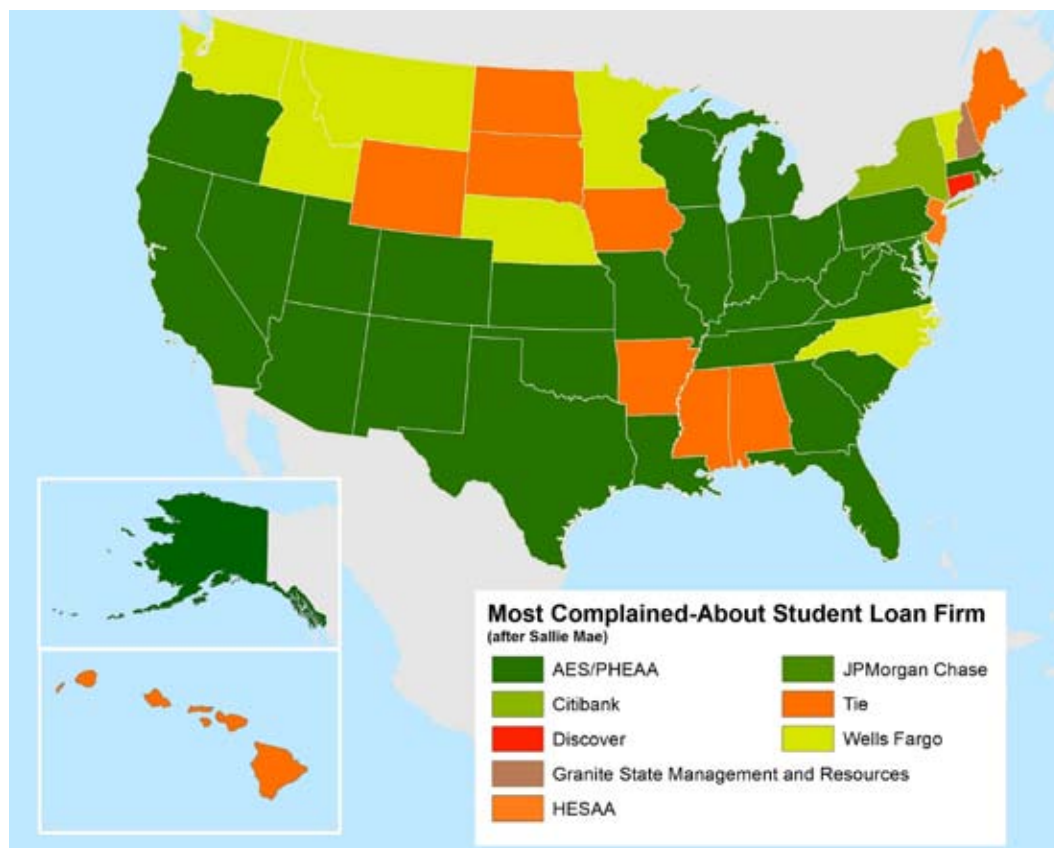 Most Complained-About Student Loan Firm
(after Sallie Mae)
AES/PHEAA
JPMorgan Chase
Citibank
Tie
Discover
Wells Fargo
Granite State Management and Resources
HESAA